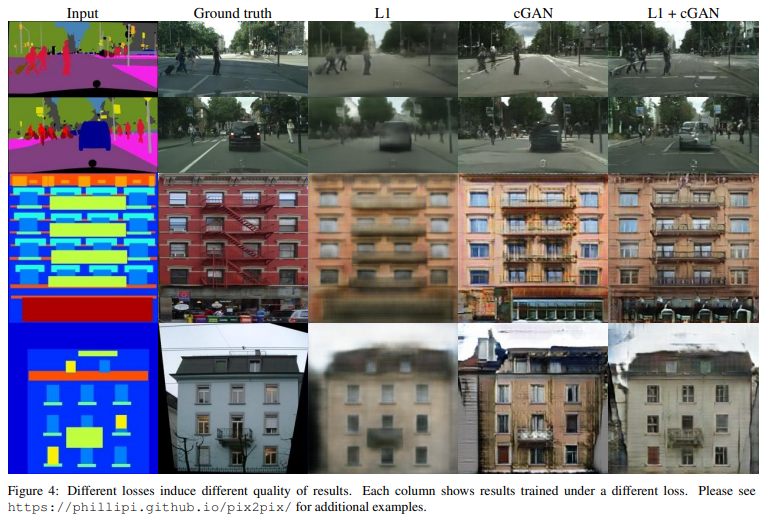 Input Ground truth L1 cGAN L1 + cGAN
Figure 4: Different losses induce different quality of results. Each column shows results trained under a different loss. Please see
https://phillipi.github.io/pix2pix/ for additional examples.